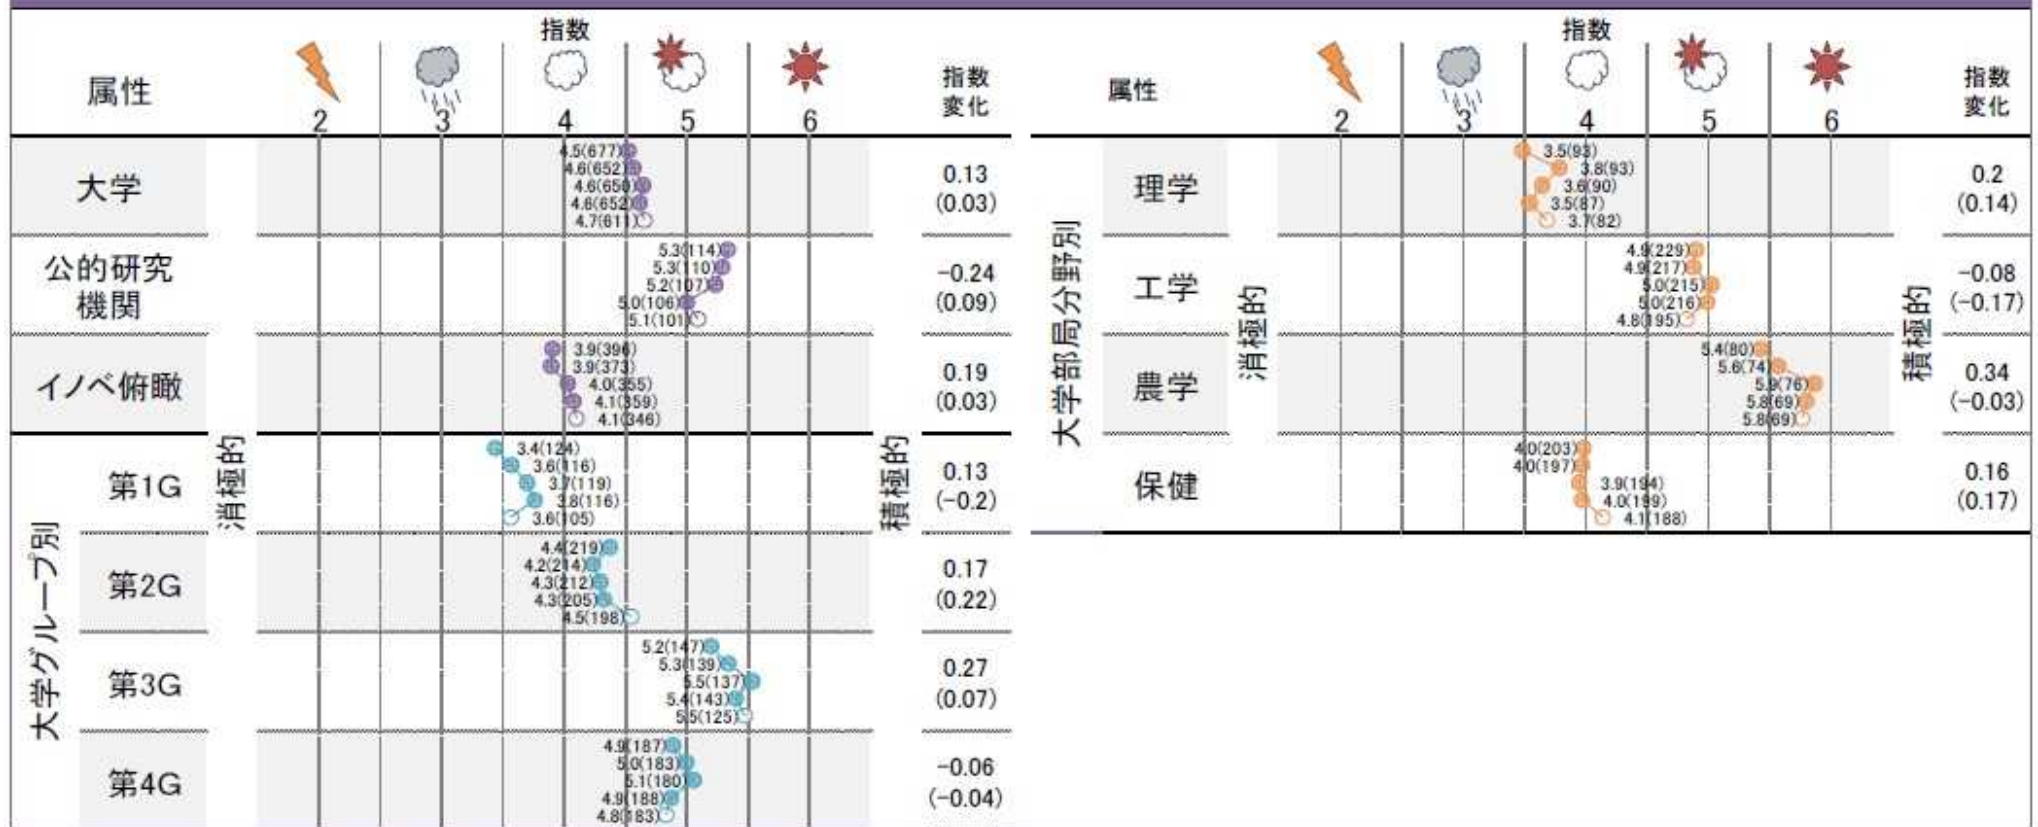 指数
属性
2 3 4 5 6
指数
変化
大学
4.5(677)
4.6(652)
4.6(650)
4.6(652)
4.7(611)
0.13
(0.03)
公的研究
機関
5.3(114)
5.3(110)
5.2(107)
5.0(106)
5.1(101)
-0.24
(0.09)
イノベ俯瞰
3.9(396)
3.9(373)
4.0(355)
4.1(359)
4.1(346)
0.19
(0.03)
消極的
積極的
大学グループ別
第1G
3.4(124)
3.6(116)
3.7(119)
3.8(116)
3.6(105)
0.13
(-0.2)
第2G
4.4(219)
4.2(214)
4.3(212)
4.3(205)
4.5(198)
0.17
(0.22)
第3G
5.2(147)
5.3(139)
5.5(137)
5.4(143)
5.5(125)
0.27
(0.07)
第4G
4.9(187)
5.0(183)
5.1(180)
4.9(188)
4.8(183)
-0.06
(-0.04)
指数
属性
2 3 4 5 6
指数
変化
大学部局分野別
消極的
積極的
理学
3.5(93)
3.8(93)
3.6(90)
3.5(87)
3.7(82)
0.2
(0.14)
工学
4.9(229)
4.9(217)
5.0(215)
5.0(216)
4.8(195)
-0.08
(-0.17)
農学
5.4(80)
5.6(74)
5.9(76)
5.8(69)
5.8(69)
0.34
(-0.03)
保健
4.0(203)
4.0(197)
3.9(194)
4.0(199)
4.1(188)
0.16
(0.17)